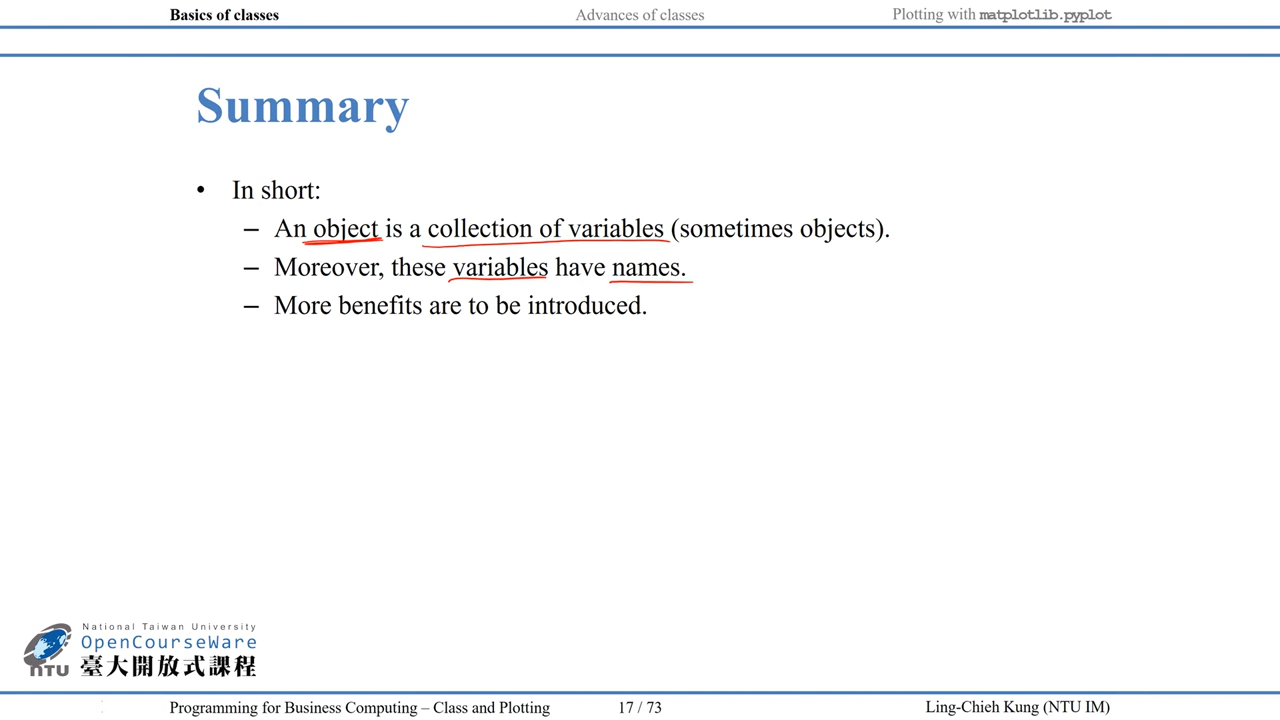 Basics of classes
Advances of classes
Plotting with matplotlib.pyplot
Summary
• In short:
– An object is a collection of variables (sometimes objects).
– Moreover, these variables have names.
– More benefits are to be introduced.
National Taiwan University
OpenCourseWare
NTU 臺大開放式課程
Programming for Business Computing – Class and Plotting
17 / 73
Ling-Chieh Kung (NTU IM)